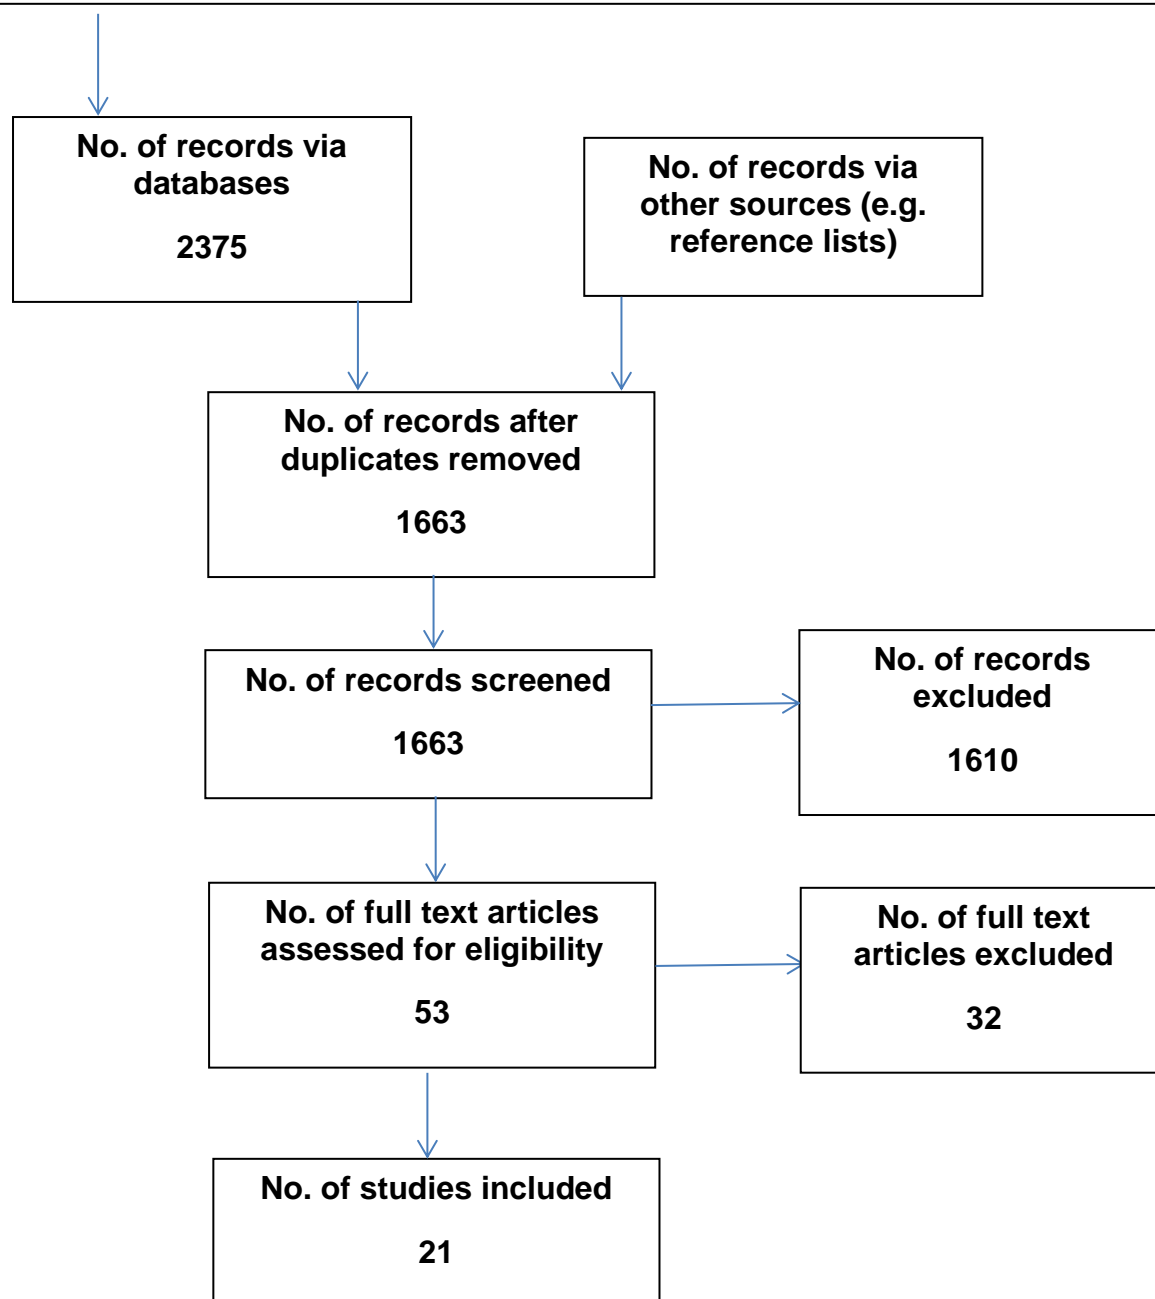 No. of records via
databases
2375
No. of records via
other sources (e.g.
reference lists)
No. of records after
duplicates removed
1663
No. of records screened
1663
No. of records
excluded
1610
No. of full text articles
assessed for eligibility
53
No. of full text
articles excluded
32
No. of studies included
21